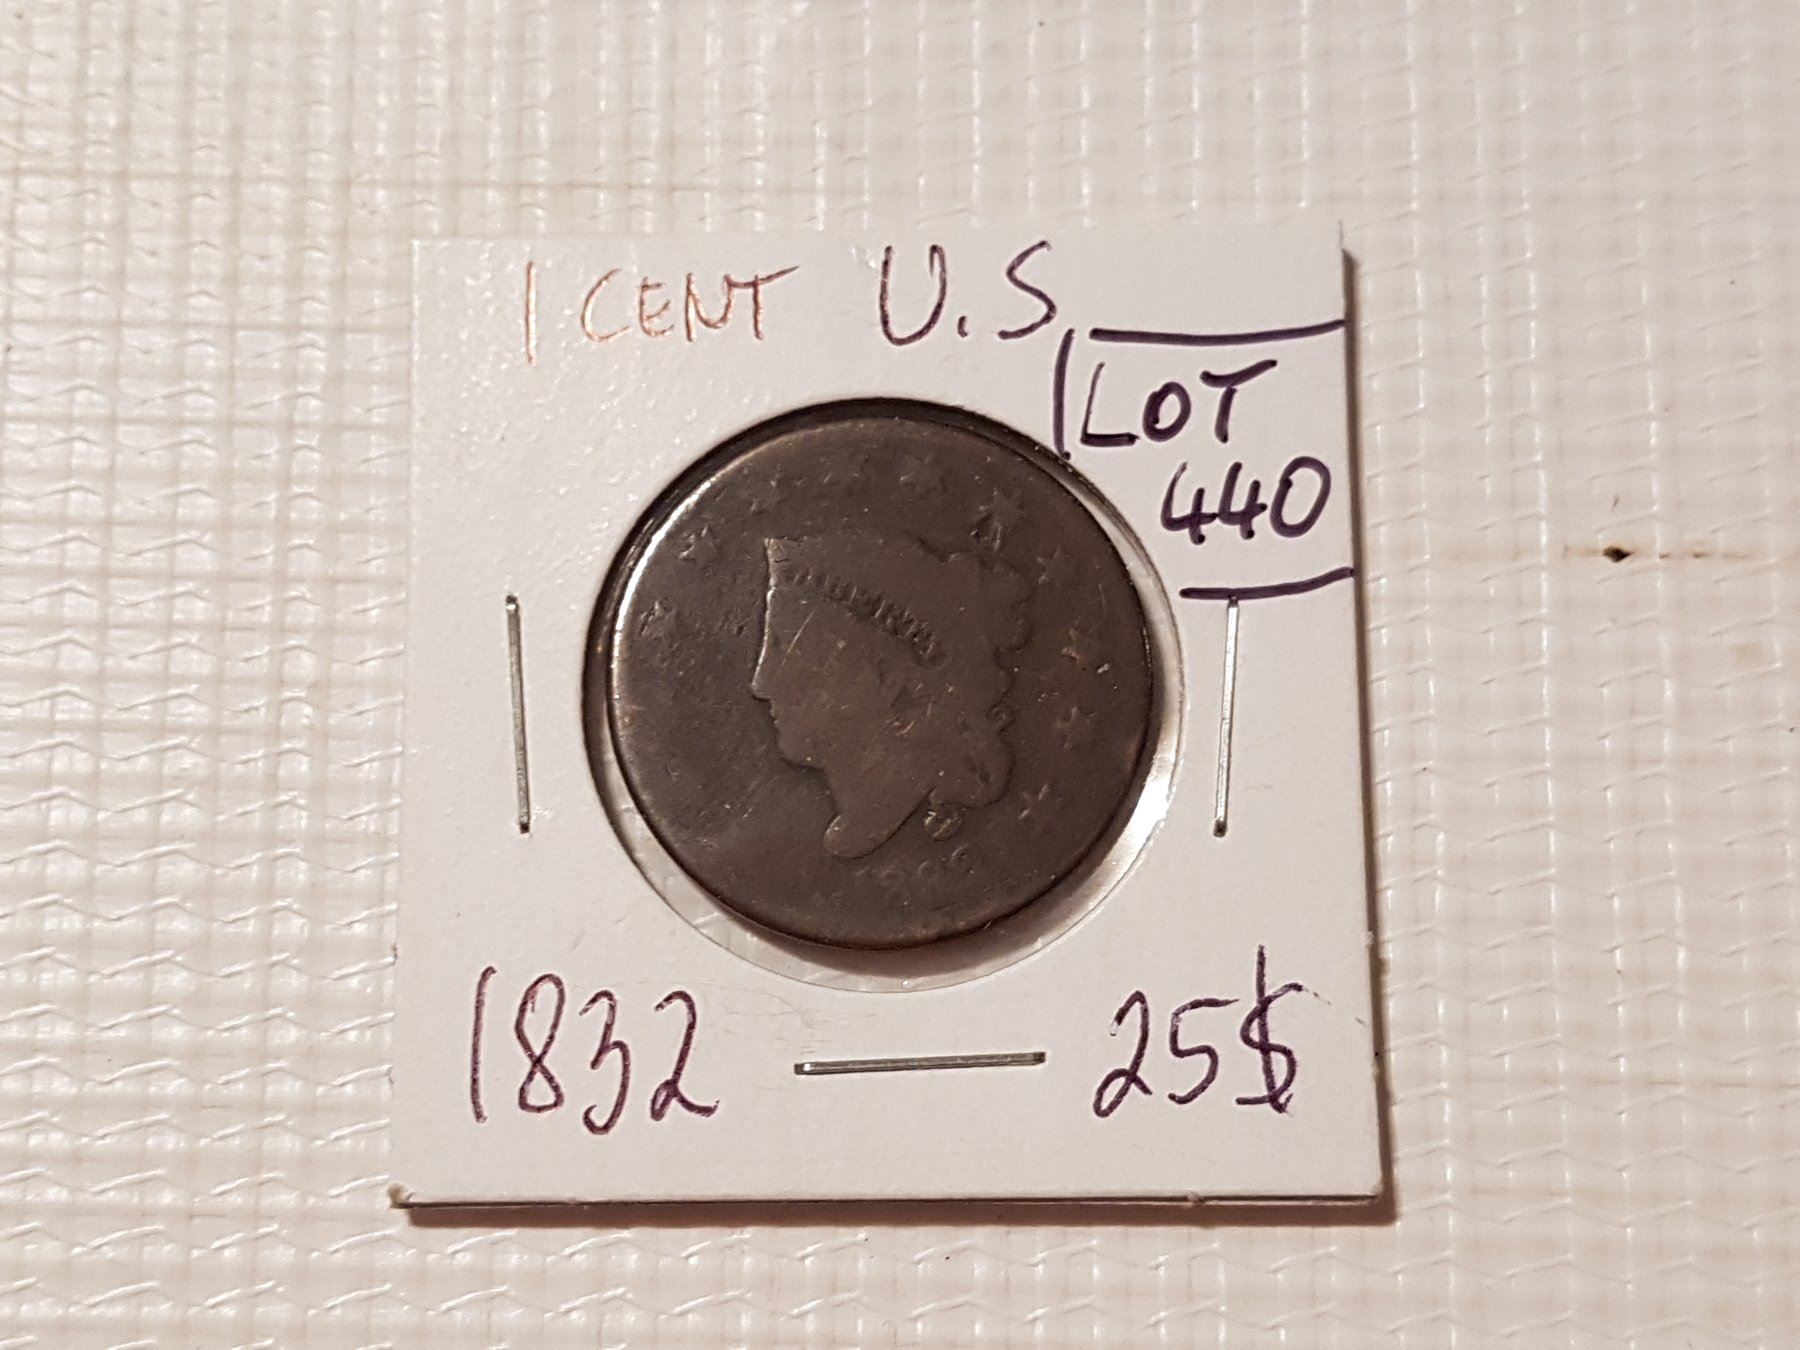 1 CENT U.S
LOT
440
LIBERTY
1832 25$